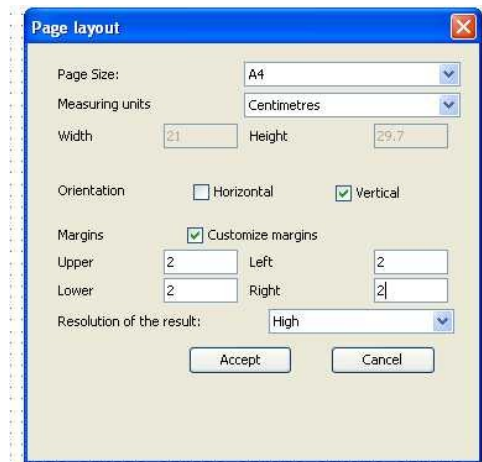 Page layout
Page Size: A4
Measuring units Centimetres
Width 21 Height 29.7
Orientation Horizontal Vertical
Margins Customize margins
Upper 2 Left 2
Lower 2 Right 2
Resolution of the result: High
Accept Cancel